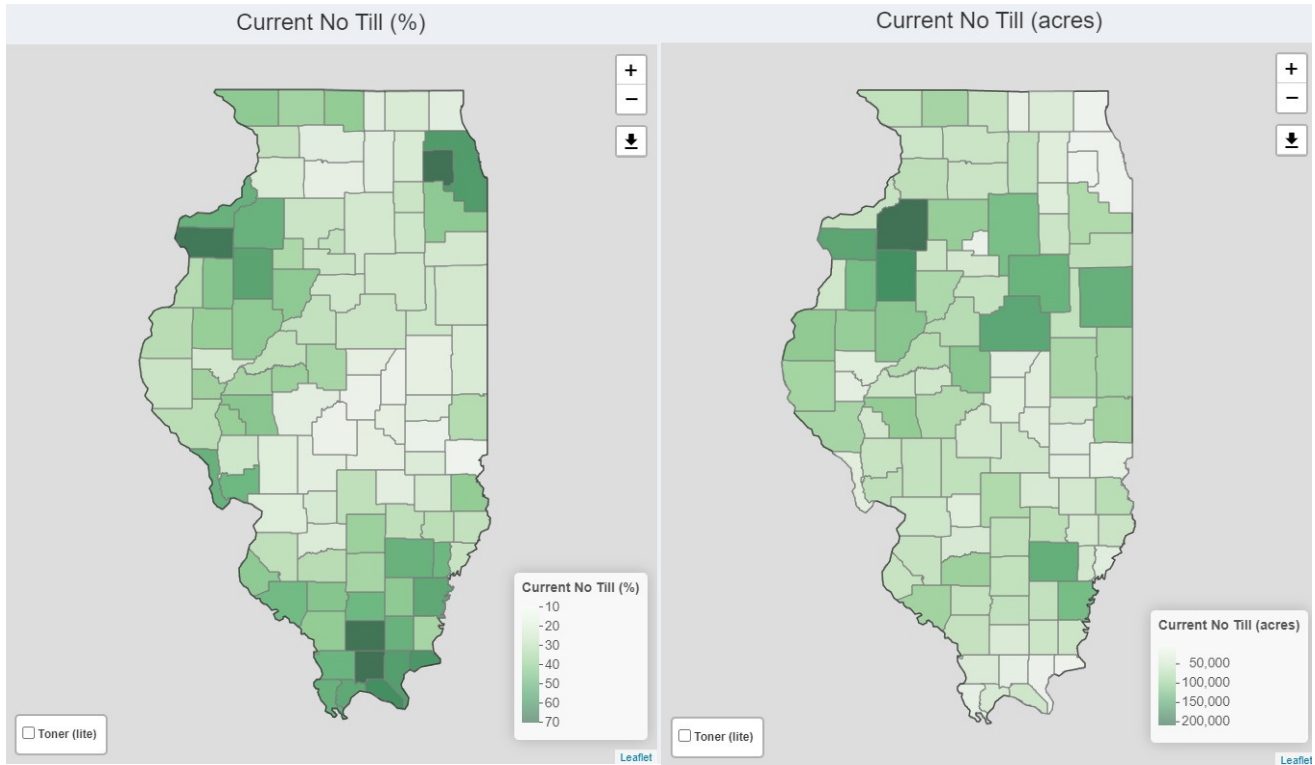 Current No Till (%)
+
−
Current No Till (%)
10
20
30
40
50
60
70
Toner (lite)
Leaflet
Current No Till (acres)
+
−
Current No Till (acres)
50,000
100,000
150,000
200,000
Toner (lite)
Leaflet